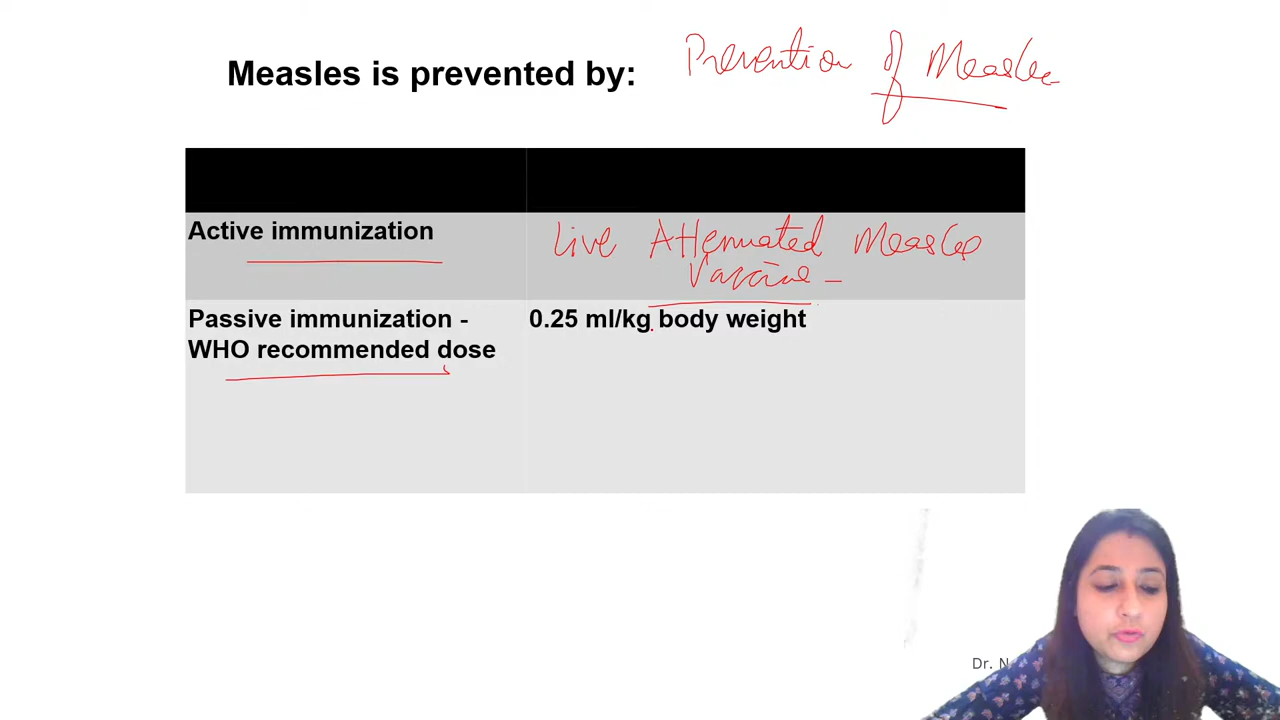 Measles is prevented by:
Prevention of Measles
Active immunization
Live Attenuated Measles
Vaccine -
Passive immunization -
WHO recommended dose
0.25 ml/kg body weight
Dr. N